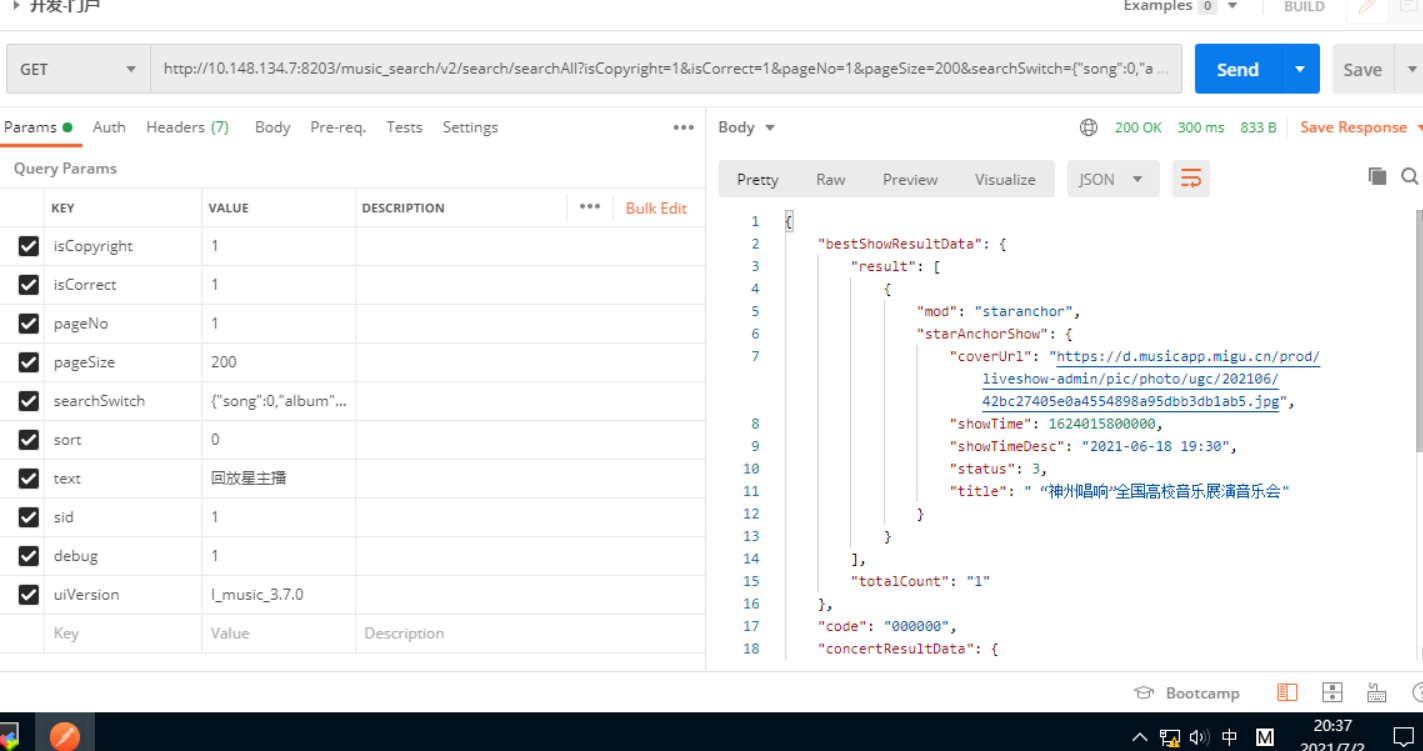 开发-门户
Examples 0 BUILD
GET http://10.148.134.7:8203/music_search/v2/search/searchAll?isCopyright=1&isCorrect=1&pageNo=1&pageSize=200&searchSwitch={"song":0,"a ... Send Save
Params Auth Headers (7) Body Pre-req. Tests Settings
Query Params
KEY VALUE DESCRIPTION Bulk Edit
isCopyright 1
isCorrect 1
pageNo 1
pageSize 200
searchSwitch {"song":0,"album"...
sort 0
text 回放星主播
sid 1
debug 1
uiVersion I_music_3.7.0
Key Value Description
Body 200 OK 300 ms 833 B Save Response
Pretty Raw Preview Visualize JSON
1 {
2 "bestShowResultData": {
3 "result": [
4 {
5 "mod": "staranchor",
6 "starAnchorShow": {
7 "coverUrl": "https://d.musicapp.migu.cn/prod/
liveshow-admin/pic/photo/ugc/202106/
42bc27405e0a4554898a95dbb3db1ab5.jpg",
8 "showTime": 1624015800000,
9 "showTimeDesc": "2021-06-18 19:30",
10 "status": 3,
11 "title": " “神州唱响”全国高校音乐展演音乐会"
12 }
13 }
14 ],
15 "totalCount": "1"
16 },
17 "code": "000000",
18 "concertResultData": {
Bootcamp
中 M 20:37
2021/7/2